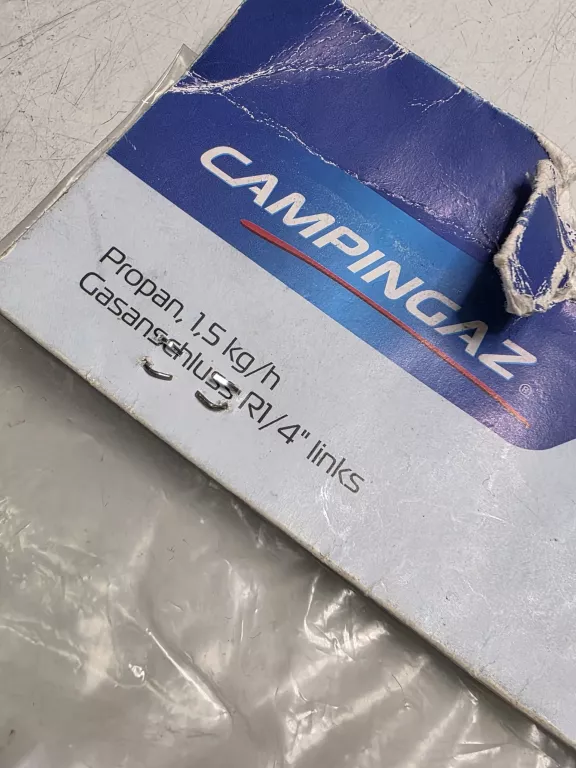 CAMPINGAZ®
Propan, 1,5 kg/h
Gasanschluss R1/4" links